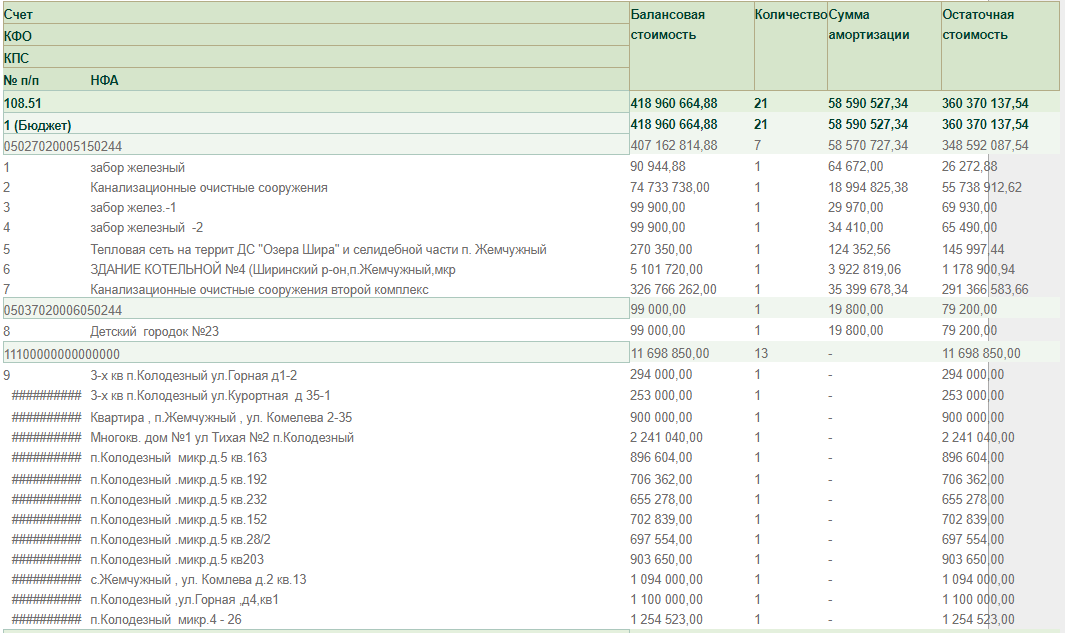 Счет Балансовая стоимость Количество Сумма амортизации Остаточная стоимость
КФО
КПС
№ п/п НФА
108.51 418 960 664,88 21 58 590 527,34 360 370 137,54
1 (Бюджет) 418 960 664,88 21 58 590 527,34 360 370 137,54
05027020005150244 407 162 814,88 7 58 570 727,34 348 592 087,54
1 забор железный 90 944,88 1 64 672,00 26 272,88
2 Канализационные очистные сооружения 74 733 738,00 1 18 994 825,38 55 738 912,62
3 забор желез.-1 99 900,00 1 29 970,00 69 930,00
4 забор железный -2 99 900,00 1 34 410,00 65 490,00
5 Тепловая сеть на террит ДС "Озера Шира" и селидебной части п. Жемчужный 270 350,00 1 124 352,56 145 997,44
6 ЗДАНИЕ КОТЕЛЬНОЙ №4 (Ширинский р-он,п.Жемчужный,мкр 5 101 720,00 1 3 922 819,06 1 178 900,94
7 Канализационные очистные сооружения второй комплекс 326 766 262,00 1 35 399 678,34 291 366 583,66
05037020006050244 99 000,00 1 19 800,00 79 200,00
8 Детский городок №23 99 000,00 1 19 800,00 79 200,00
11100000000000000 11 698 850,00 13 - 11 698 850,00
9 3-х кв п.Колодезный ул.Горная д1-2 294 000,00 1 - 294 000,00
########## 3-х кв п.Колодезный ул.Курортная д 35-1 253 000,00 1 - 253 000,00
########## Квартира , п.Жемчужный , ул. Комелева 2-35 900 000,00 1 - 900 000,00
########## Многокв. дом №1 ул Тихая №2 п.Колодезный 2 241 040,00 1 - 2 241 040,00
########## п.Колодезный микр.д.5 кв.163 896 604,00 1 - 896 604,00
########## п.Колодезный .микр.д.5 кв.192 706 362,00 1 - 706 362,00
########## п.Колодезный .микр.д.5 кв.232 655 278,00 1 - 655 278,00
########## п.Колодезный .микр.д.5 кв.152 702 839,00 1 - 702 839,00
########## п.Колодезный .микр.д.5 кв.28/2 697 554,00 1 - 697 554,00
########## п.Колодезный .микр.д.5 кв203 903 650,00 1 - 903 650,00
########## с.Жемчужный , ул. Комлева д.2 кв.13 1 094 000,00 1 - 1 094 000,00
########## п.Колодезный ,ул.Горная ,д4,кв1 1 100 000,00 1 - 1 100 000,00
########## п.Колодезный микр.4 - 26 1 254 523,00 1 - 1 254 523,00